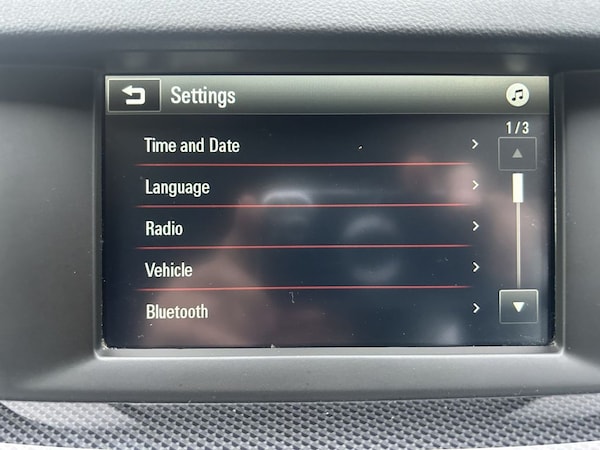 Settings
1/3
Time and Date
Language
Radio
Vehicle
Bluetooth